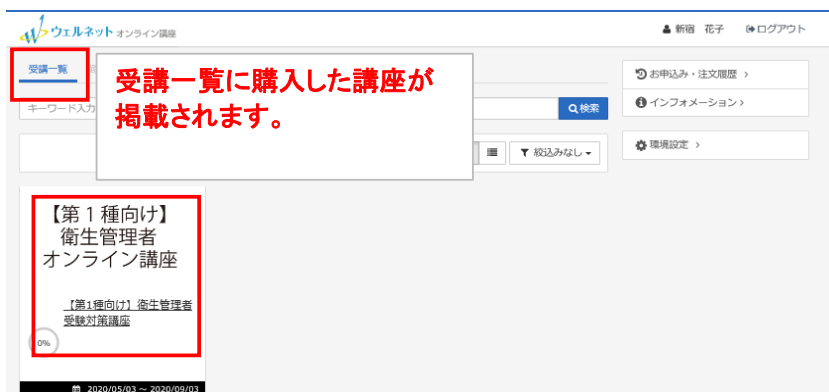 ウェルネット オンライン講座
新宿 花子 ログアウト
受講一覧
受講一覧に購入した講座が
掲載されます。
キーワード入力
検索
絞込みなし
お申込み・注文履歴 >
インフォメーション >
環境設定 >
【第1種向け】
衛生管理者
オンライン講座
【第1種向け】衛生管理者
受験対策講座
0%
2020/05/03 ～ 2020/09/03